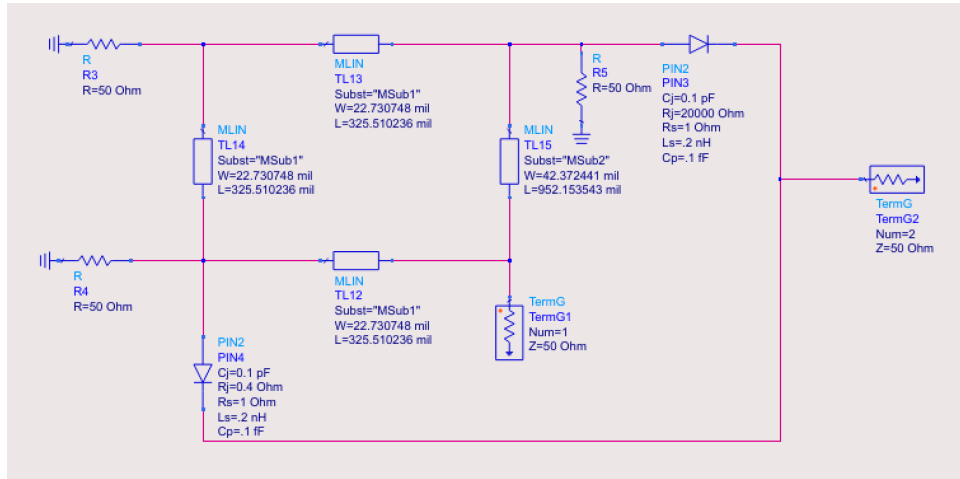 R
R3
R=50 Ohm
MLIN
TL13
Subst="MSub1"
W=22.730748 mil
L=325.510236 mil
R
R5
R=50 Ohm
PIN2
PIN3
Cj=0.1 pF
Rj=20000 Ohm
Rs=1 Ohm
Ls=.2 nH
Cp=.1 fF
MLIN
TL14
Subst="MSub1"
W=22.730748 mil
L=325.510236 mil
MLIN
TL15
Subst="MSub2"
W=42.372441 mil
L=952.153543 mil
TermG
TermG2
Num=2
Z=50 Ohm
R
R4
R=50 Ohm
MLIN
TL12
Subst="MSub1"
W=22.730748 mil
L=325.510236 mil
TermG
TermG1
Num=1
Z=50 Ohm
PIN2
PIN4
Cj=0.1 pF
Rj=0.4 Ohm
Rs=1 Ohm
Ls=.2 nH
Cp=.1 fF